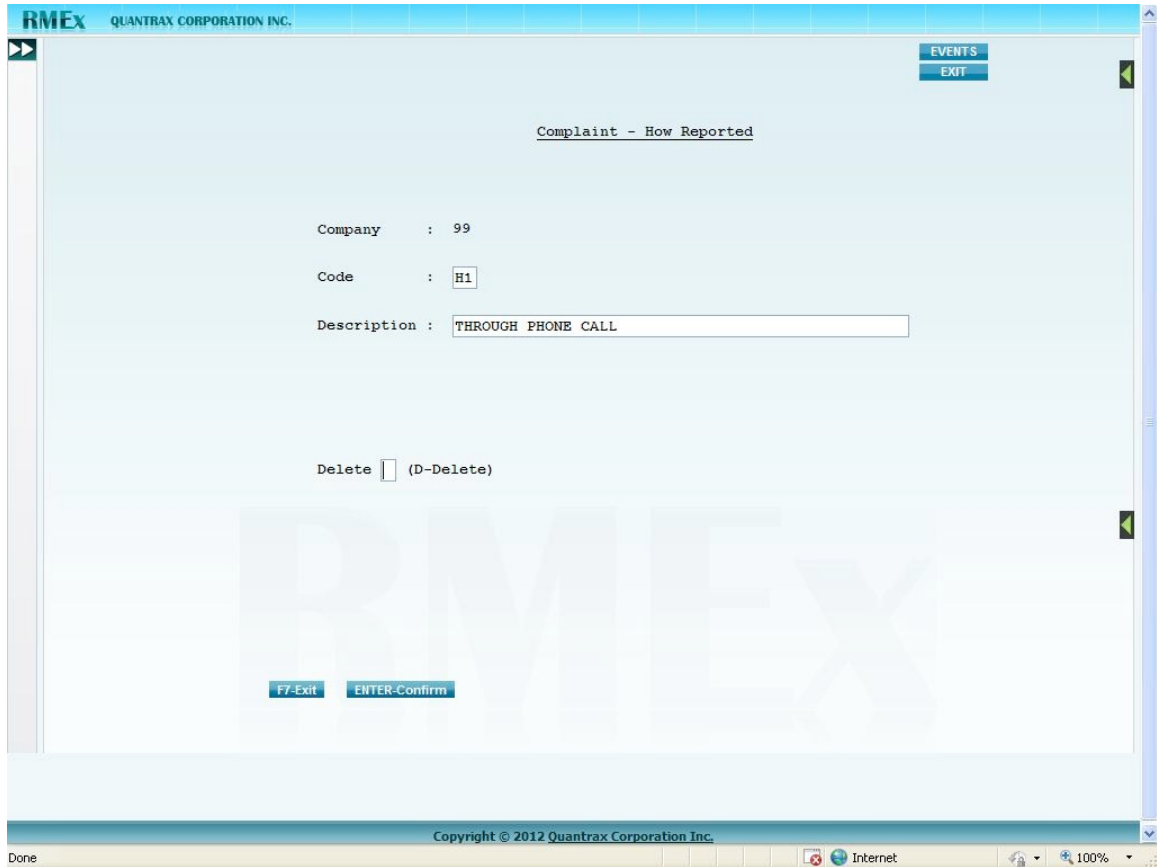 RMEx QUANTRAX CORPORATION INC.
EVENTS
EXIT
Complaint - How Reported
Company : 99
Code : H1
Description : THROUGH PHONE CALL
Delete (D-Delete)
RMEx
F7-Exit ENTER-Confirm
Copyright © 2012 Quantrax Corporation Inc.
Done Internet 100%